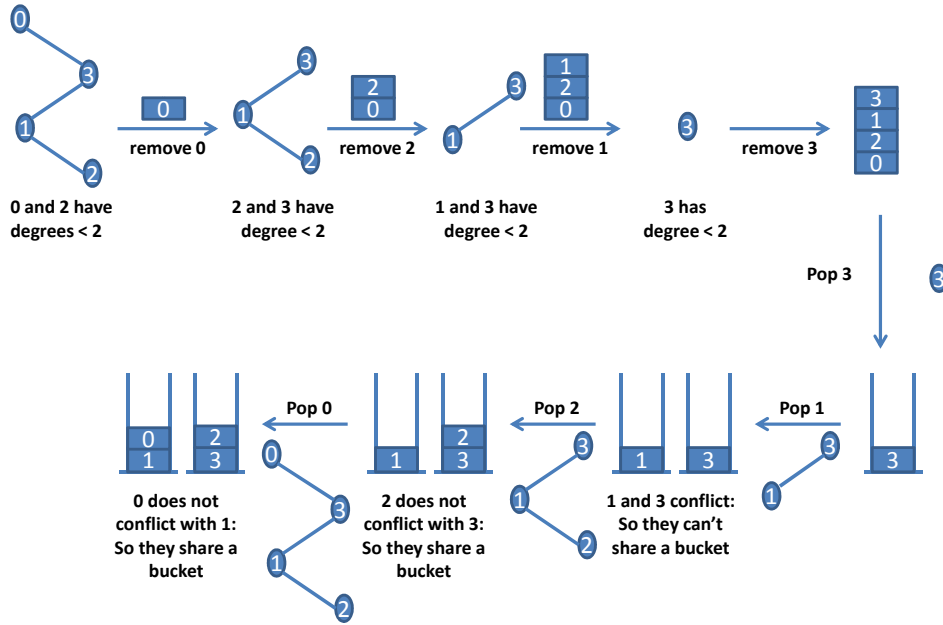 0
3
1
2
0
remove 0
0 and 2 have
degrees < 2
3
1
2
2
0
remove 2
2 and 3 have
degree < 2
3
1
1
2
0
remove 1
1 and 3 have
degree < 2
3
remove 3
3 has
degree < 2
3
1
2
0
Pop 3
3
3
Pop 1
3
1
1
3
1 and 3 conflict:
So they can't
share a bucket
Pop 2
3
1
2
1
2
3
2 does not
conflict with 3:
So they share a
bucket
Pop 0
0
3
1
2
0
1
2
3
0 does not
conflict with 1:
So they share a
bucket